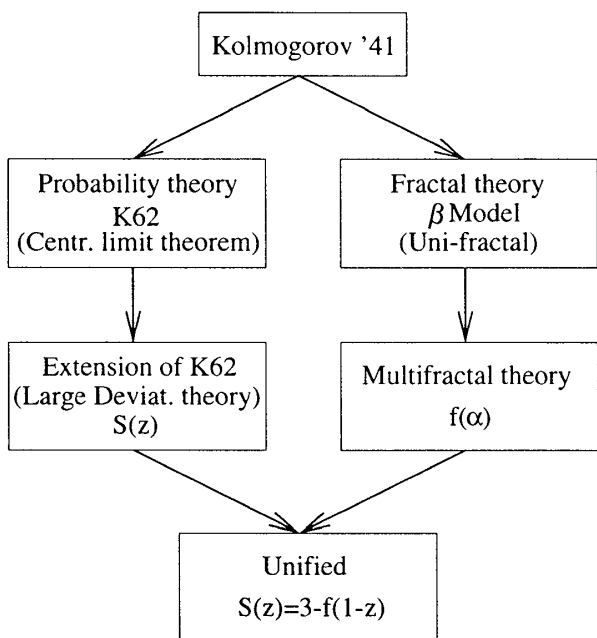 Kolmogorov '41
Probability theory
K62
(Centr. limit theorem)
Fractal theory
β Model
(Uni-fractal)
Extension of K62
(Large Deviat. theory)
S(z)
Multifractal theory
f(α)
Unified
S(z)=3-f(1-z)